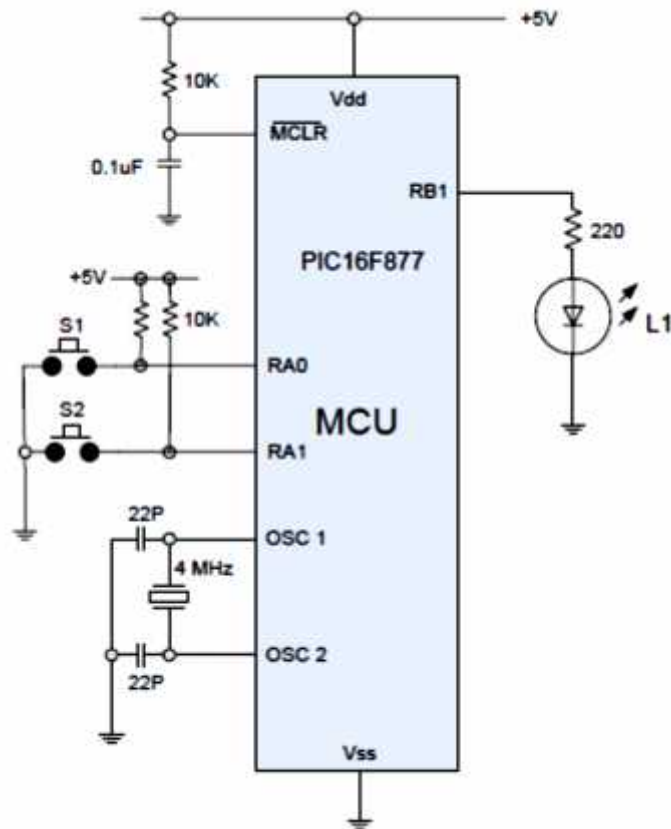 +5V
10K
Vdd
MCLR
0.1uF
RB1
220
PIC16F877
+5V
10K
L1
S1
RA0
MCU
S2
RA1
22P
OSC 1
4 MHz
OSC 2
22P
Vss